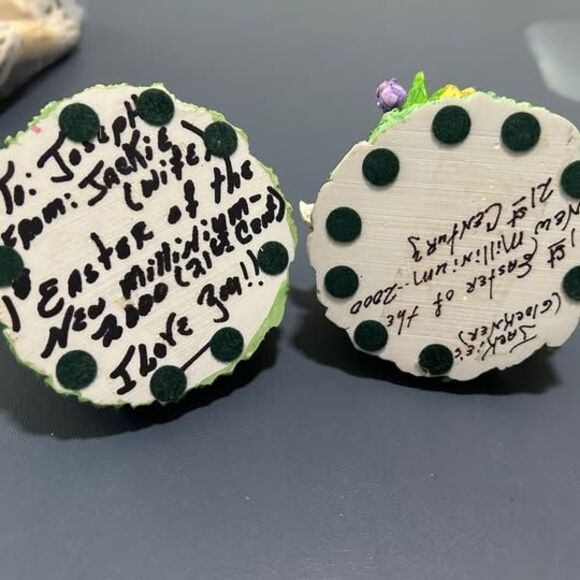 To: Joseph
From: Jackie
(wife)
1st Easter of the
New Millinium-
2000 (21st Cent)
I Love You!!
Jackie's
(Glockner)
1st Easter of the
New Millinium--2000
21st Century